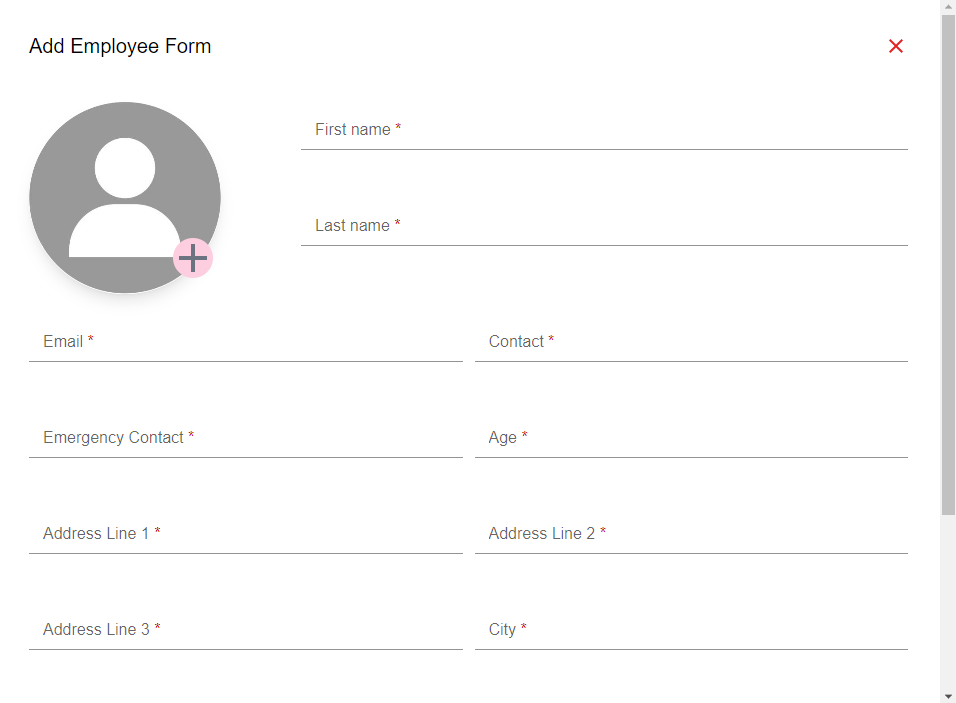 Add Employee Form
First name *
Last name *
Email *
Contact *
Emergency Contact *
Age *
Address Line 1 *
Address Line 2 *
Address Line 3 *
City *